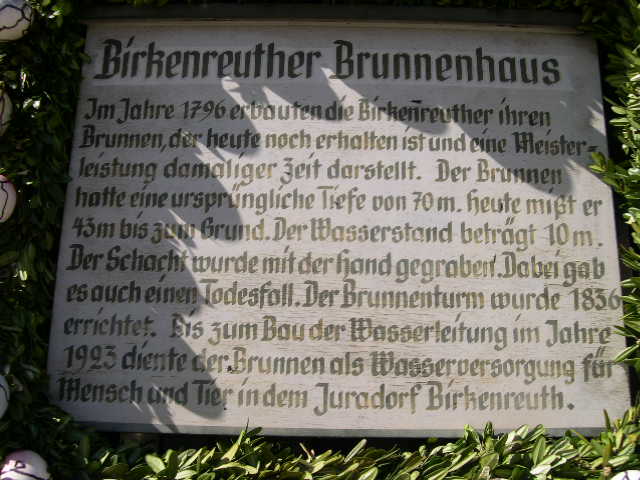 Birkenreuther Brunnenhaus
Im Jahre 1796 erbauten die Birkenreuther ihren
Brunnen, der heute noch erhalten ist und eine Meister-
leistung damaliger Zeit darstellt. Der Brunnen
hatte eine ursprüngliche Tiefe von 70 m. Heute mißt er
43m bis zum Grund. Der Wasserstand beträgt 10 m.
Der Schacht wurde mit der Hand gegraben. Dabei gab
es auch einen Todesfall. Der Brunnenturm wurde 1836
errichtet. Bis zum Bau der Wasserleitung im Jahre
1923 diente der Brunnen als Wasserversorgung für
Mensch und Tier in dem Juradorf Birkenreuth.